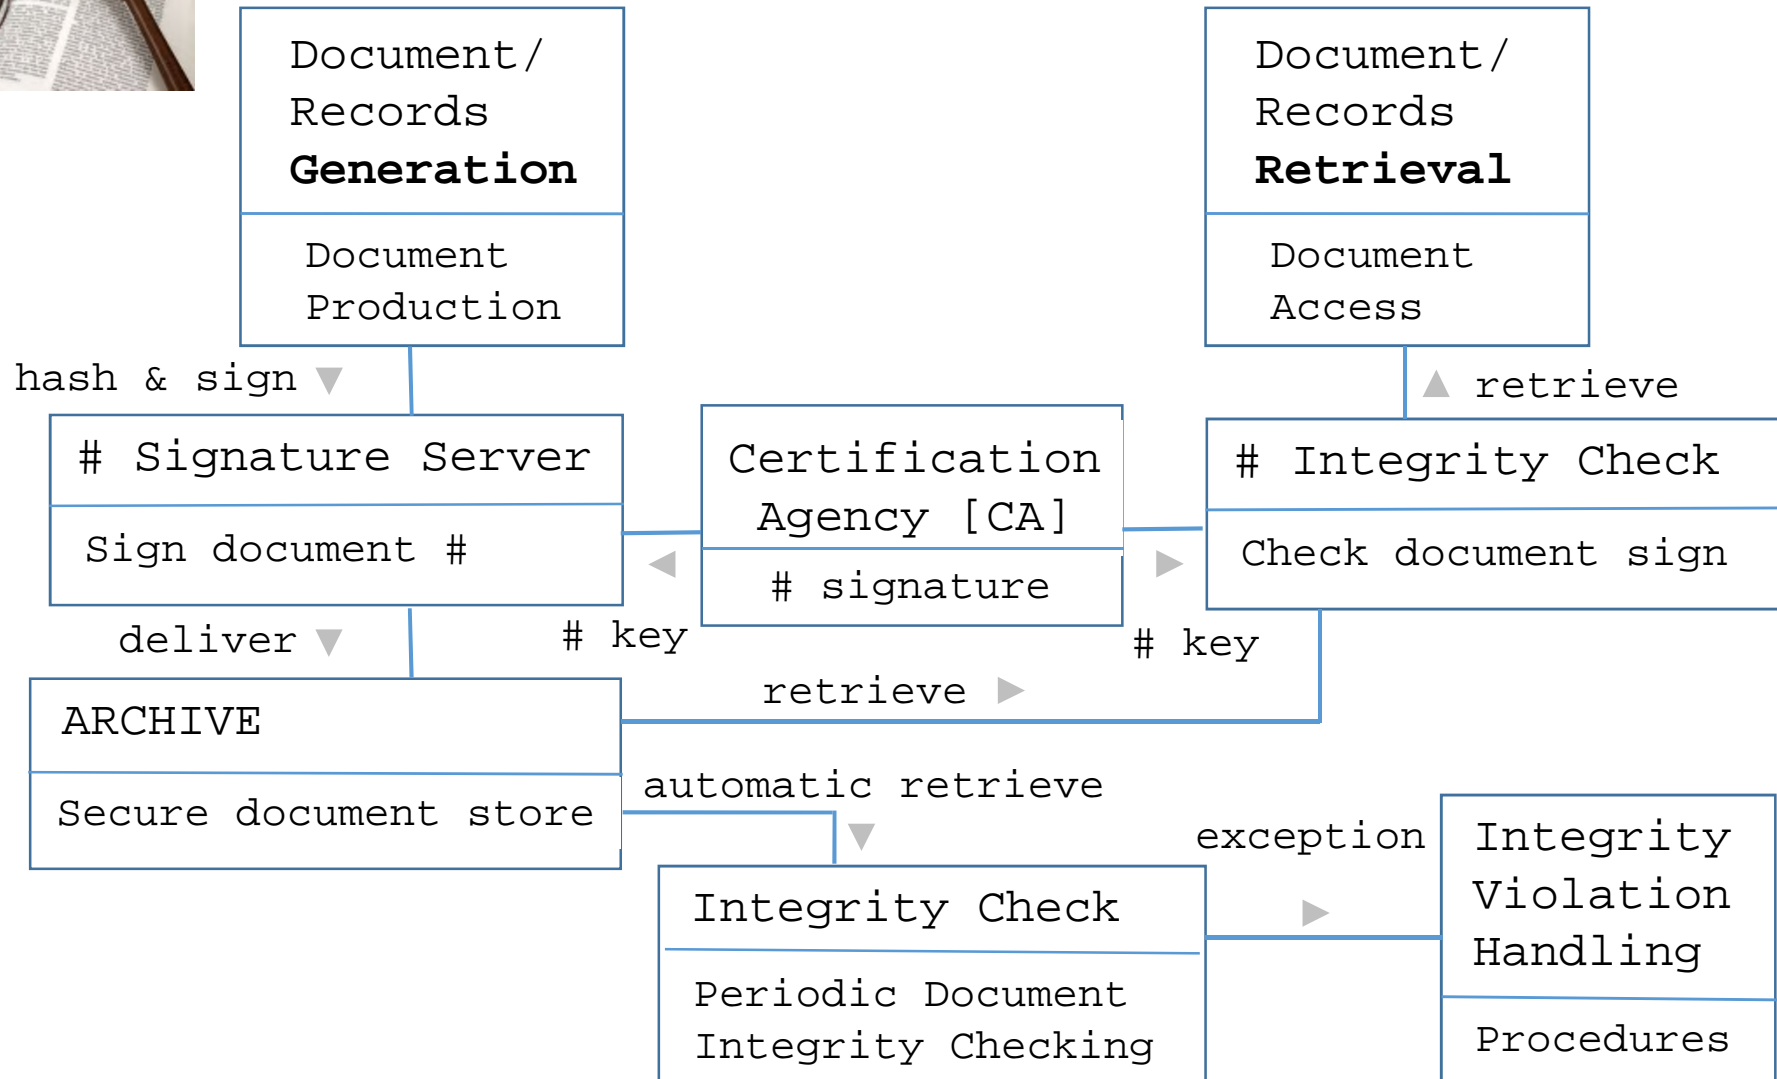 Document/
Records
Generation
Document
Production
Document/
Records
Retrieval
Document
Access
hash & sign ▼
▲ retrieve
# Signature Server
Sign document #
Certification
Agency [CA]
# signature
# Integrity Check
Check document sign
◄
►
deliver ▼
# key
# key
retrieve ►
ARCHIVE
Secure document store
automatic retrieve
▼
exception
►
Integrity Check
Periodic Document
Integrity Checking
Integrity
Violation
Handling
Procedures